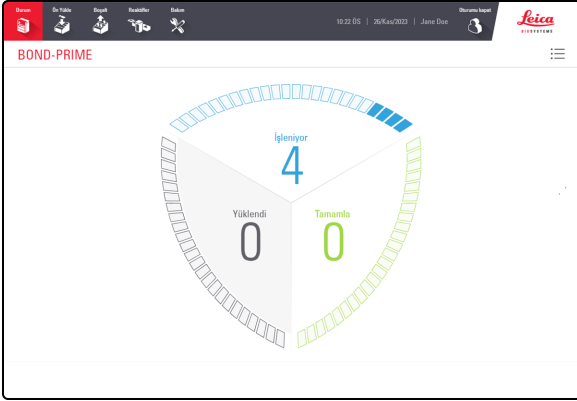 Durum
Ön Yükle
Boşalt
Reaktifler
Bakım
10:22 ÖS | 26/Kas/2023 | Jane Doe
Oturumu kapat
Leica
BIOSYSTEMS
BOND-PRIME
İşleniyor
4
Yüklendi
0
Tamamla
0